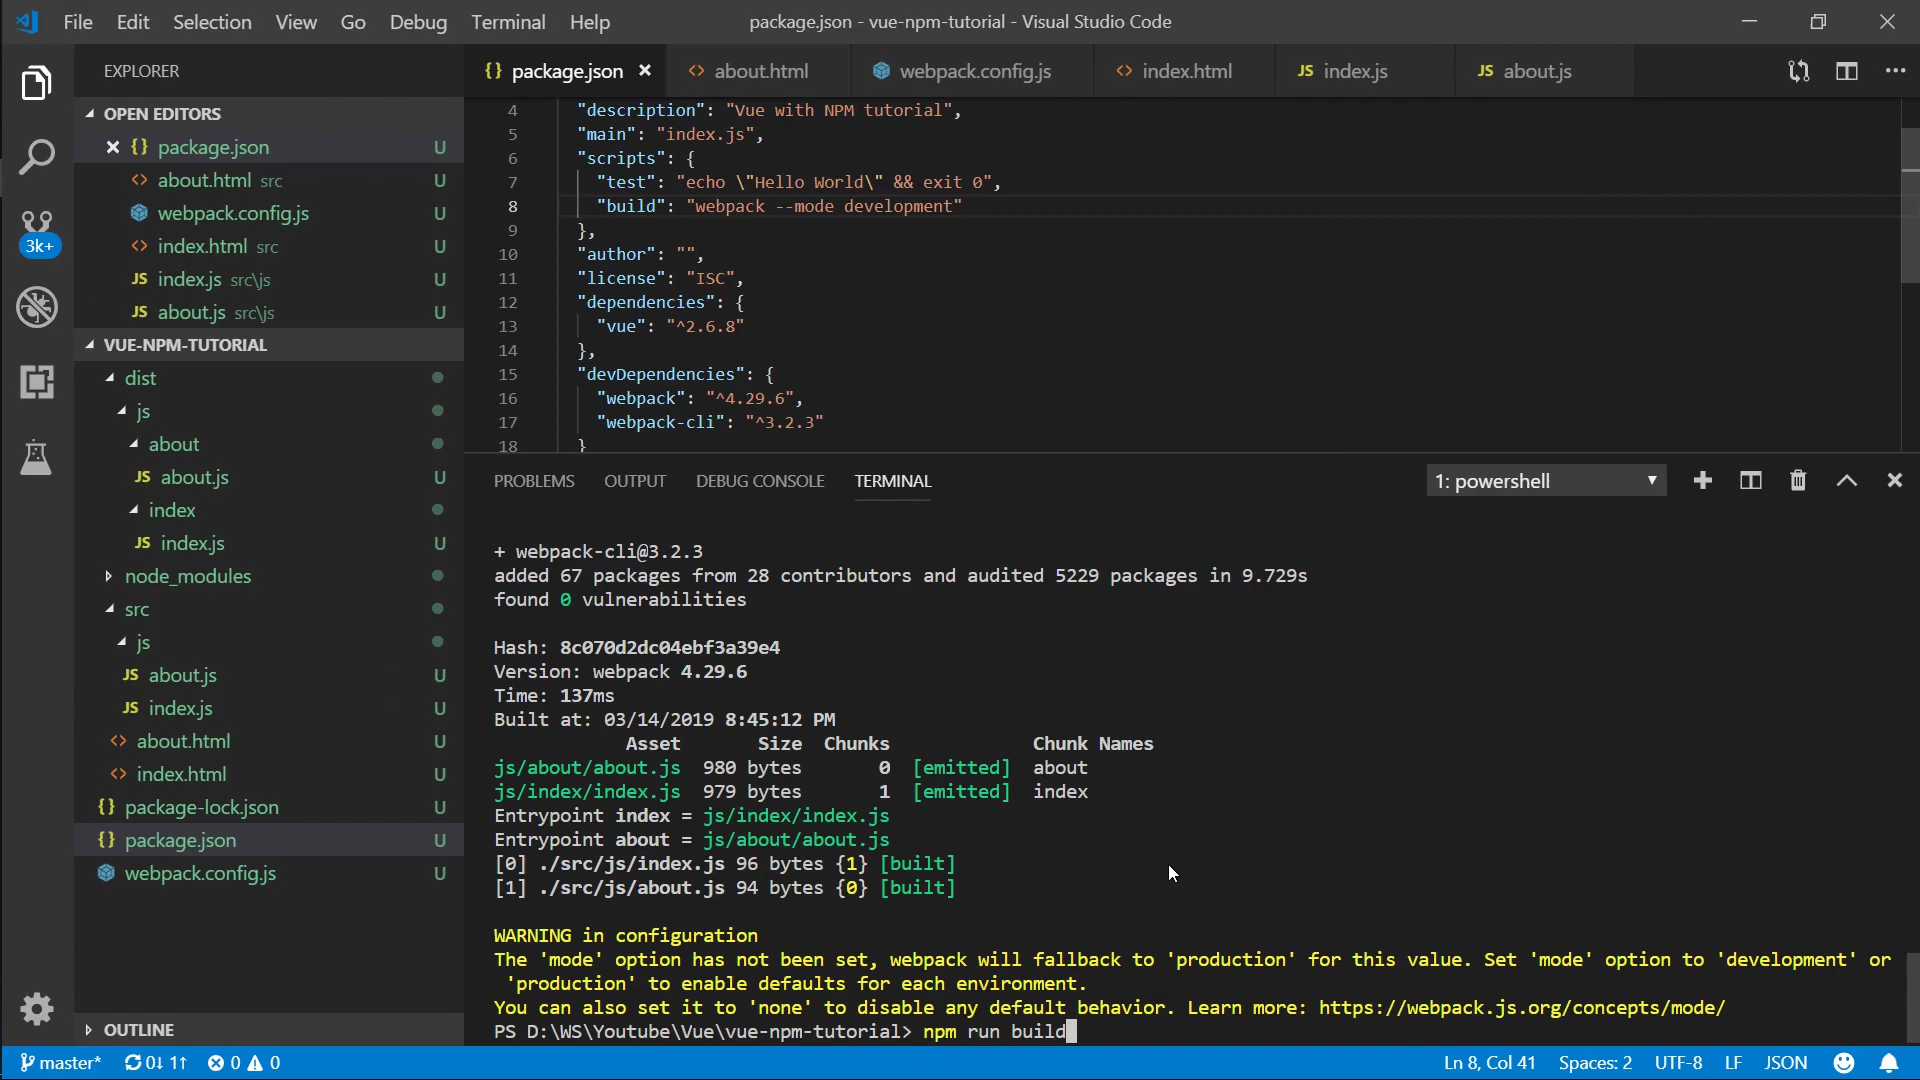 File Edit Selection View Go Debug Terminal Help
package.json - vue-npm-tutorial - Visual Studio Code
EXPLORER
OPEN EDITORS
{} package.json U
<> about.html src U
webpack.config.js U
<> index.html src U
JS index.js src\js U
JS about.js src\js U
3k+
VUE-NPM-TUTORIAL
dist
js
about
JS about.js U
index
JS index.js U
node_modules
src
js
JS about.js U
JS index.js U
<> about.html U
<> index.html U
{} package-lock.json U
{} package.json U
webpack.config.js U
OUTLINE
{} package.json <> about.html webpack.config.js <> index.html JS index.js JS about.js
4 "description": "Vue with NPM tutorial",
5 "main": "index.js",
6 "scripts": {
7 "test": "echo \"Hello World\" && exit 0",
8 "build": "webpack --mode development"
9 },
10 "author": "",
11 "license": "ISC",
12 "dependencies": {
13 "vue": "^2.6.8"
14 },
15 "devDependencies": {
16 "webpack": "^4.29.6",
17 "webpack-cli": "^3.2.3"
18 }
PROBLEMS OUTPUT DEBUG CONSOLE TERMINAL 1: powershell
+ webpack-cli@3.2.3
added 67 packages from 28 contributors and audited 5229 packages in 9.729s
found 0 vulnerabilities
Hash: 8c070d2dc04ebf3a39e4
Version: webpack 4.29.6
Time: 137ms
Built at: 03/14/2019 8:45:12 PM
Asset Size Chunks Chunk Names
js/about/about.js 980 bytes 0 [emitted] about
js/index/index.js 979 bytes 1 [emitted] index
Entrypoint index = js/index/index.js
Entrypoint about = js/about/about.js
[0] ./src/js/index.js 96 bytes {1} [built]
[1] ./src/js/about.js 94 bytes {0} [built]
WARNING in configuration
The 'mode' option has not been set, webpack will fallback to 'production' for this value. Set 'mode' option to 'development' or
'production' to enable defaults for each environment.
You can also set it to 'none' to disable any default behavior. Learn more: https://webpack.js.org/concepts/mode/
PS D:\WS\Youtube\Vue\vue-npm-tutorial> npm run build
master* 0↓ 1↑ 0 0 Ln 8, Col 41 Spaces: 2 UTF-8 LF JSON